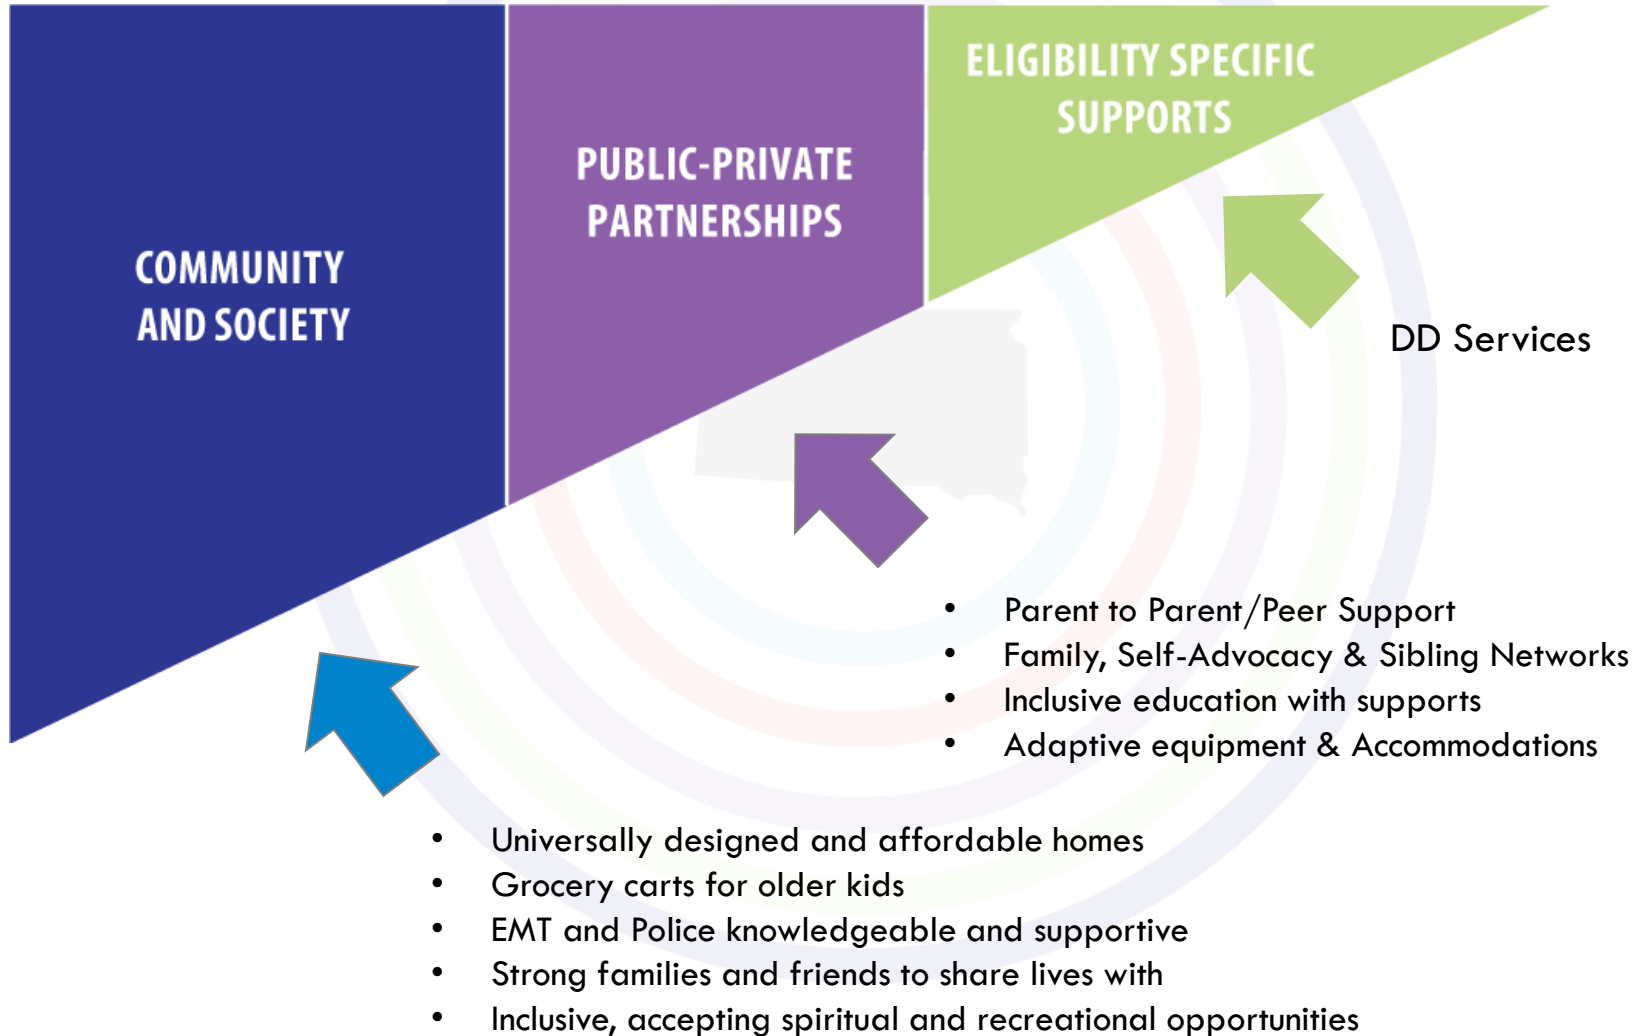 COMMUNITY
AND SOCIETY
PUBLIC-PRIVATE
PARTNERSHIPS
ELIGIBILITY SPECIFIC
SUPPORTS
DD Services
• Parent to Parent/Peer Support
• Family, Self-Advocacy & Sibling Networks
• Inclusive education with supports
• Adaptive equipment & Accommodations
• Universally designed and affordable homes
• Grocery carts for older kids
• EMT and Police knowledgeable and supportive
• Strong families and friends to share lives with
• Inclusive, accepting spiritual and recreational opportunities